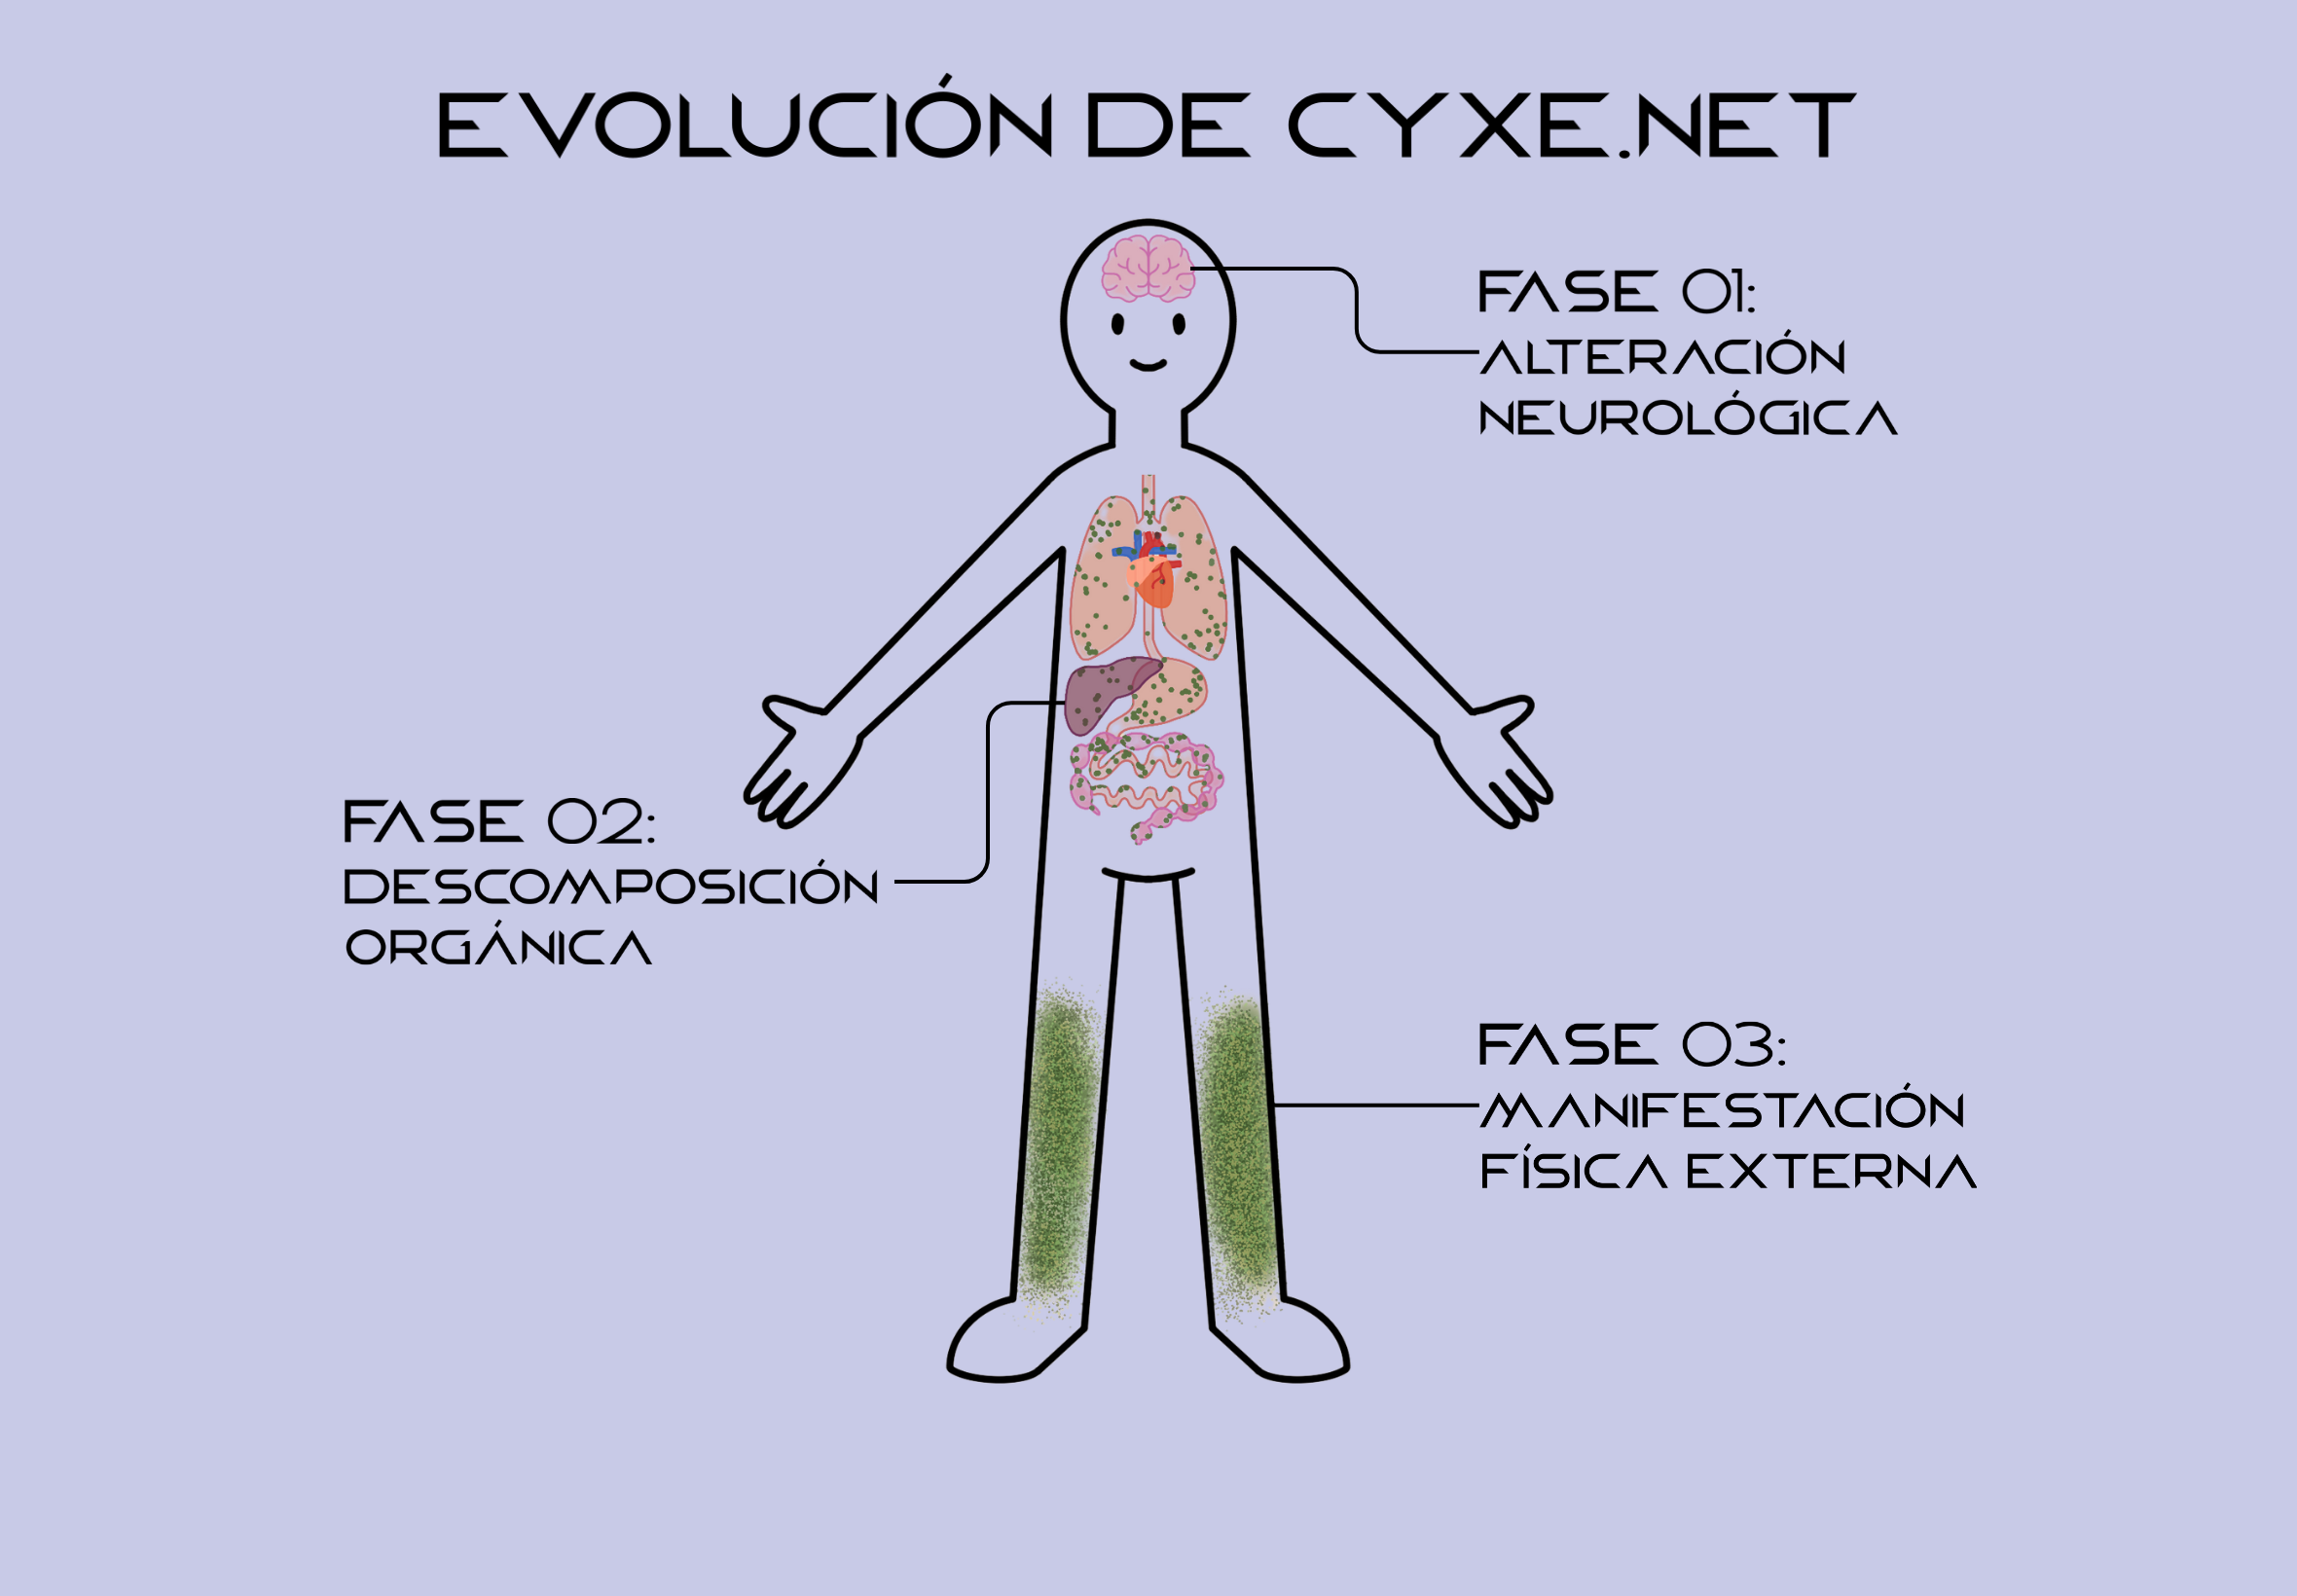 EVOLUCIÓN DE CYXE.NET
FASE 01:
ALTERACIÓN
NEUROLÓGICA
FASE 02:
DESCOMPOSICIÓN
ORGÁNICA
FASE 03:
MANIFESTACIÓN
FÍSICA EXTERNA